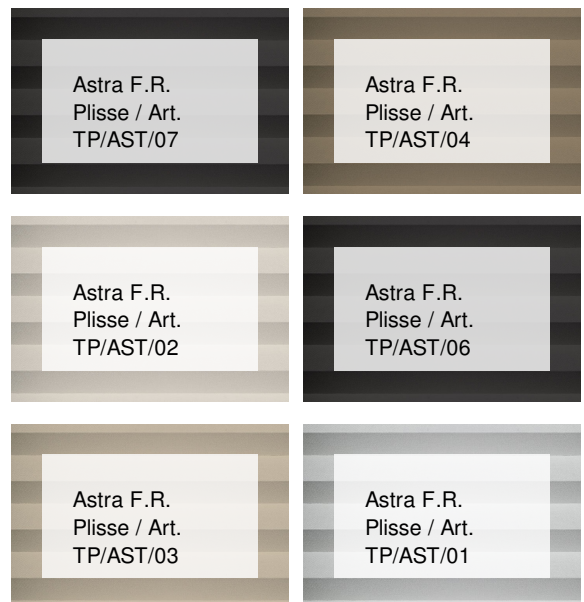 Astra F.R.
Plisse / Art.
TP/AST/07
Astra F.R.
Plisse / Art.
TP/AST/04
Astra F.R.
Plisse / Art.
TP/AST/02
Astra F.R.
Plisse / Art.
TP/AST/06
Astra F.R.
Plisse / Art.
TP/AST/03
Astra F.R.
Plisse / Art.
TP/AST/01